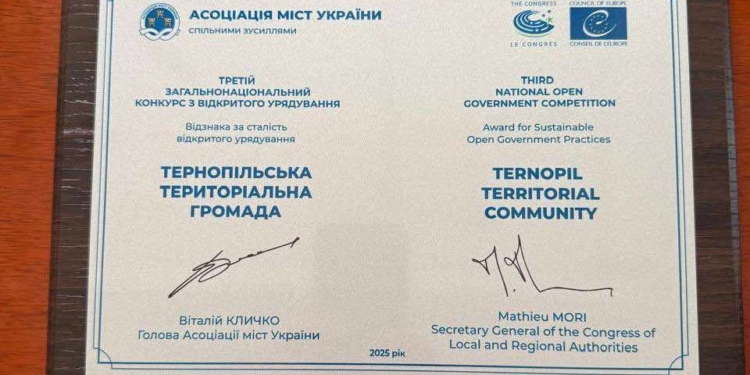 АСОЦІАЦІЯ МІСТ УКРАЇНИ
СПІЛЬНИМИ ЗУСИЛЛЯМИ
THE CONGRESS
LE CONGRÈS
COUNCIL OF EUROPE
CONSEIL DE L'EUROPE
ТРЕТІЙ
ЗАГАЛЬНОНАЦІОНАЛЬНИЙ
КОНКУРС З ВІДКРИТОГО УРЯДУВАННЯ
Відзнака за сталість
відкритого урядування
ТЕРНОПІЛЬСЬКА
ТЕРИТОРІАЛЬНА
ГРОМАДА
Віталій КЛИЧКО
Голова Асоціації міст України
THIRD
NATIONAL OPEN
GOVERNMENT COMPETITION
Award for Sustainable
Open Government Practices
TERNOPIL
TERRITORIAL
COMMUNITY
Mathieu MORI
Secretary General of the Congress of
Local and Regional Authorities
2025 рік